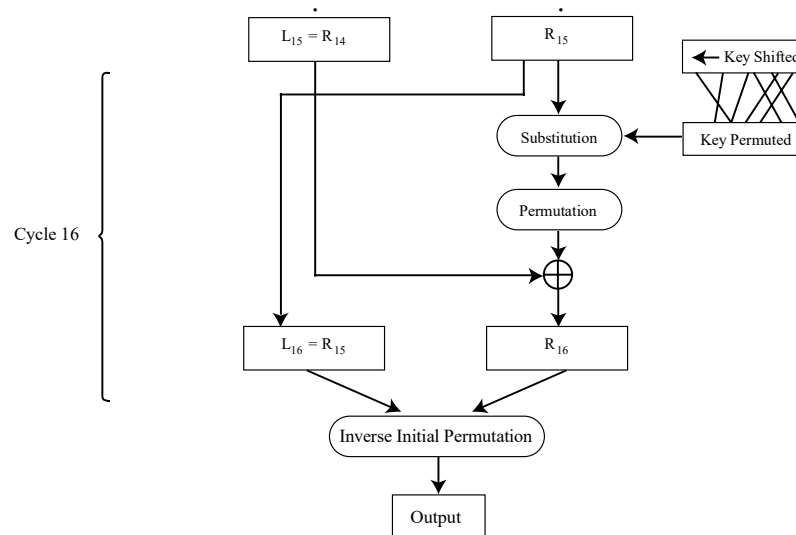 L15 = R14
R15
Key Shifted
Substitution
Key Permuted
Permutation
Cycle 16
L16 = R15
R16
Inverse Initial Permutation
Output